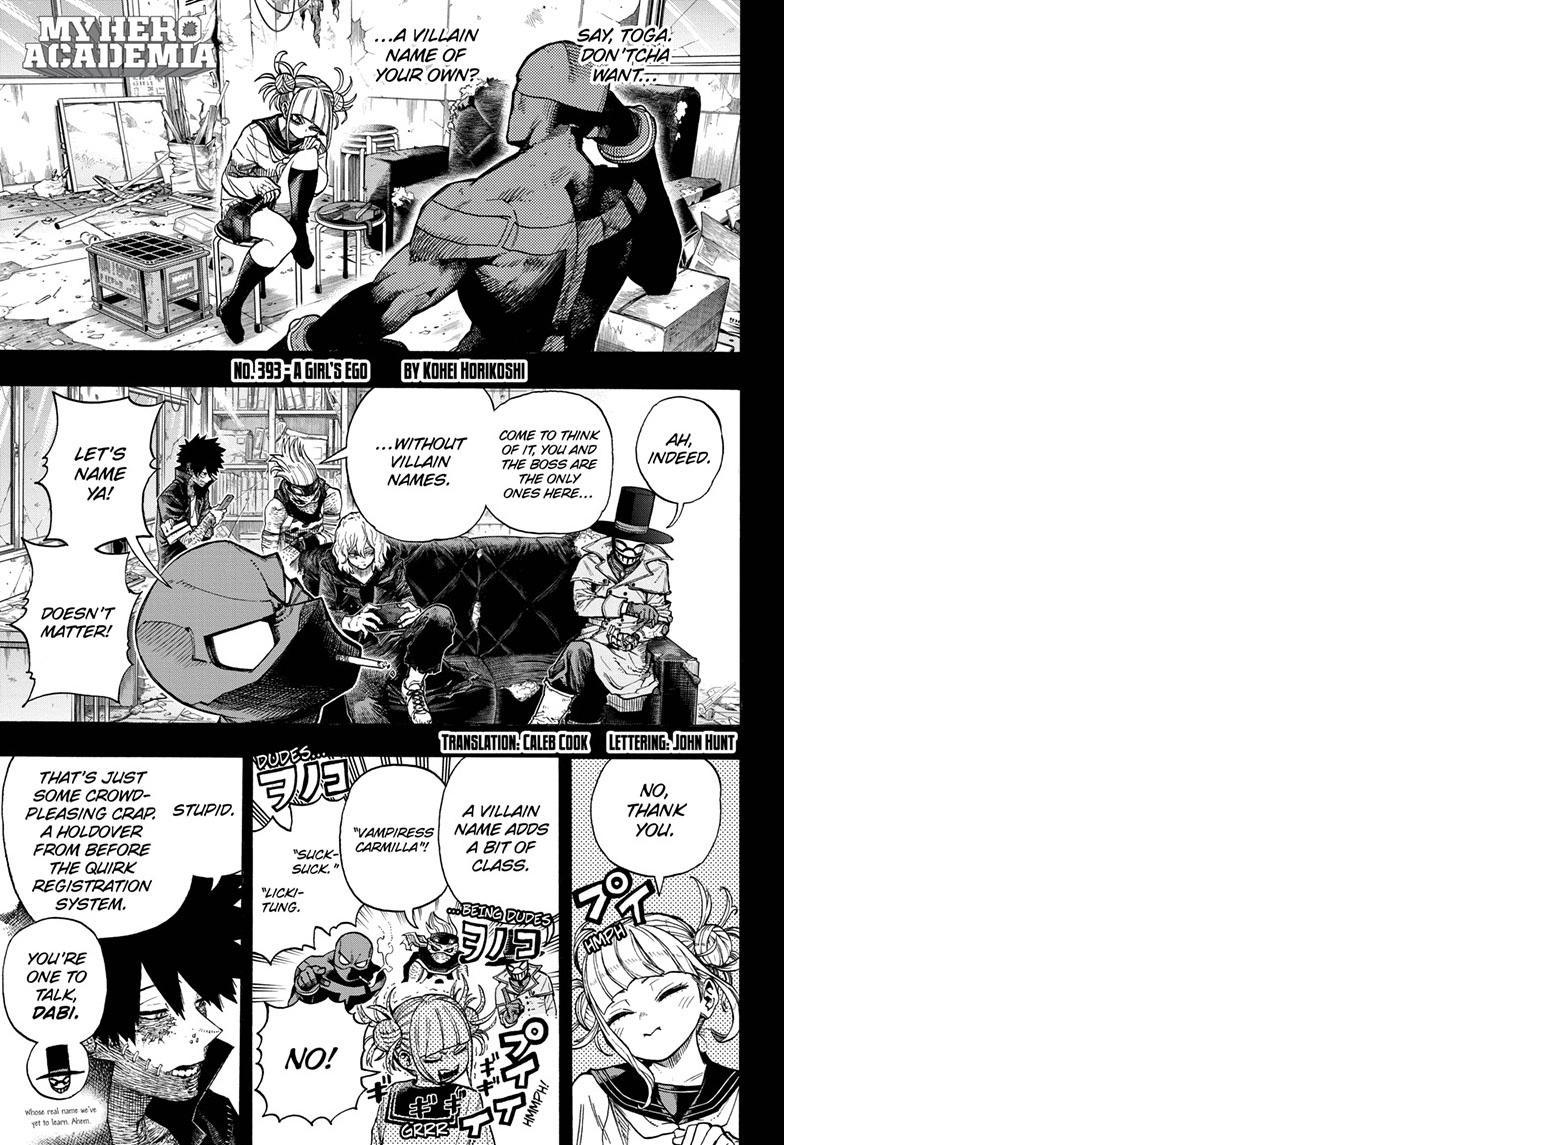 MY HERO
ACADEMIA
SAY, TOGA.
DON'TCHA
WANT...
...A VILLAIN
NAME OF
YOUR OWN?
No. 393 - A Girl's Ego
by Kohei Horikoshi
AH,
INDEED.
COME TO THINK
OF IT, YOU AND
THE BOSS ARE
THE ONLY
ONES HERE...
...WITHOUT
VILLAIN
NAMES.
LET'S
NAME
YA!
DOESN'T
MATTER!
Translation: Caleb Cook
Lettering: John Hunt
NO,
THANK
YOU.
プイ
HMPH
A VILLAIN
NAME ADDS
A BIT OF
CLASS.
"VAMPIRESS
CARMILLA"!
"SUCK-
SUCK."
"LICKI-
TUNG.
DUDES...
ヲノコ
...BEING DUDES
ヲノコ
NO!
プイイイ
HMMPH!
ギギギギ
GRRR
STUPID.
THAT'S JUST
SOME CROWD-
PLEASING CRAP.
A HOLDOVER
FROM BEFORE
THE QUIRK
REGISTRATION
SYSTEM.
YOU'RE
ONE TO
TALK,
DABI.
Whose real name we've
yet to learn. Ahem.